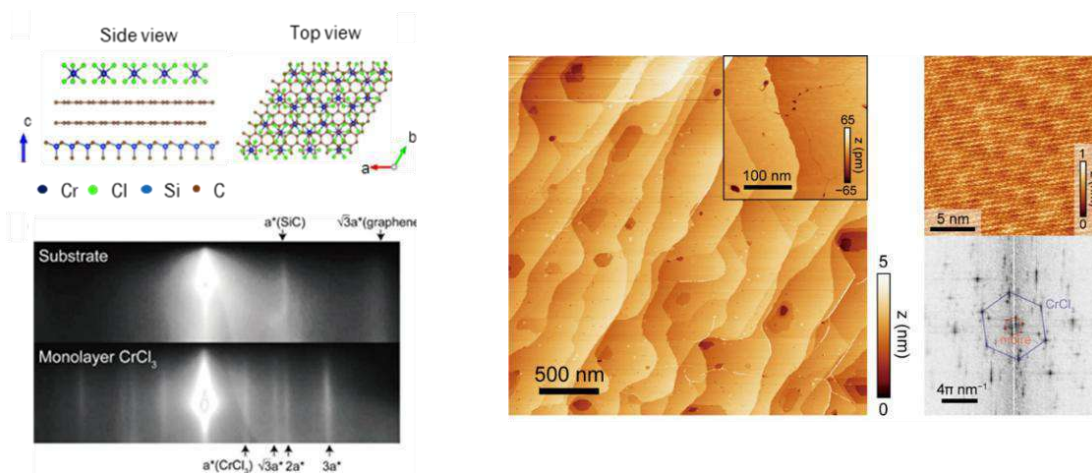 Side view
Top view
c
b
a
Cr Cl Si C
a*(SiC)
√3a*(graphene)
Substrate
Monolayer CrCl₃
a*(CrCl₃) √3a* 2a* 3a*
65
z (pm)
−65
100 nm
500 nm
5
z (nm)
0
1
0
5 nm
CrCl
moiré
4π nm⁻¹